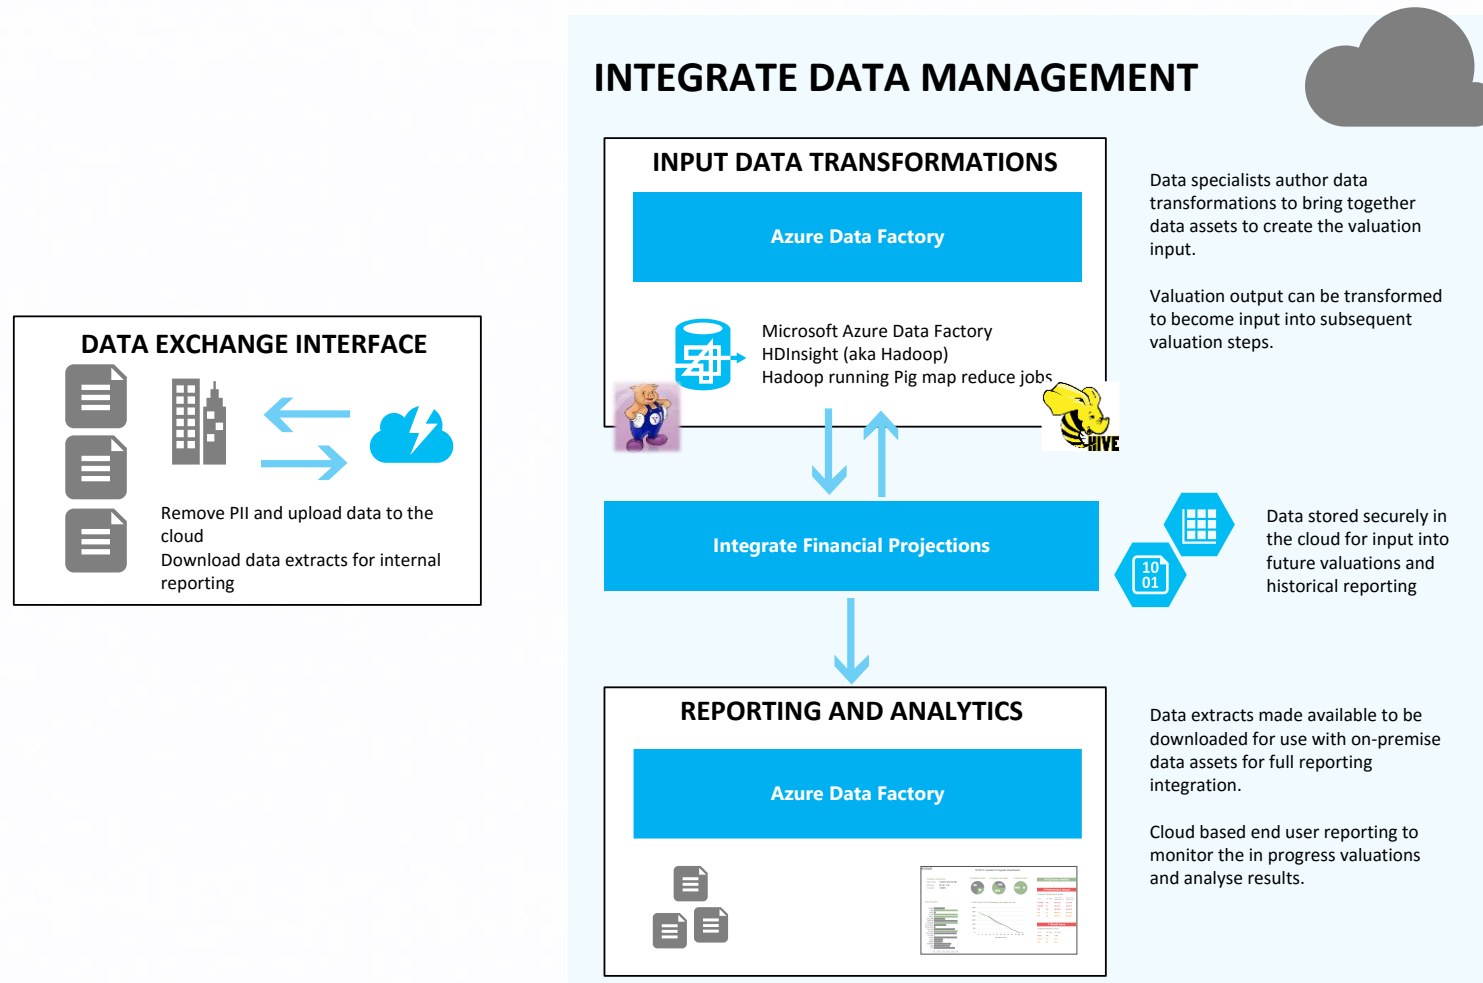 INTEGRATE DATA MANAGEMENT
DATA EXCHANGE INTERFACE
Remove PII and upload data to the
cloud
Download data extracts for internal
reporting
INPUT DATA TRANSFORMATIONS
Azure Data Factory
Microsoft Azure Data Factory
HDInsight (aka Hadoop)
Hadoop running Pig map reduce jobs
HIVE
Data specialists author data
transformations to bring together
data assets to create the valuation
input.
Valuation output can be transformed
to become input into subsequent
valuation steps.
Integrate Financial Projections
10
01
Data stored securely in
the cloud for input into
future valuations and
historical reporting
REPORTING AND ANALYTICS
Azure Data Factory
Data extracts made available to be
downloaded for use with on-premise
data assets for full reporting
integration.
Cloud based end user reporting to
monitor the in progress valuations
and analyse results.